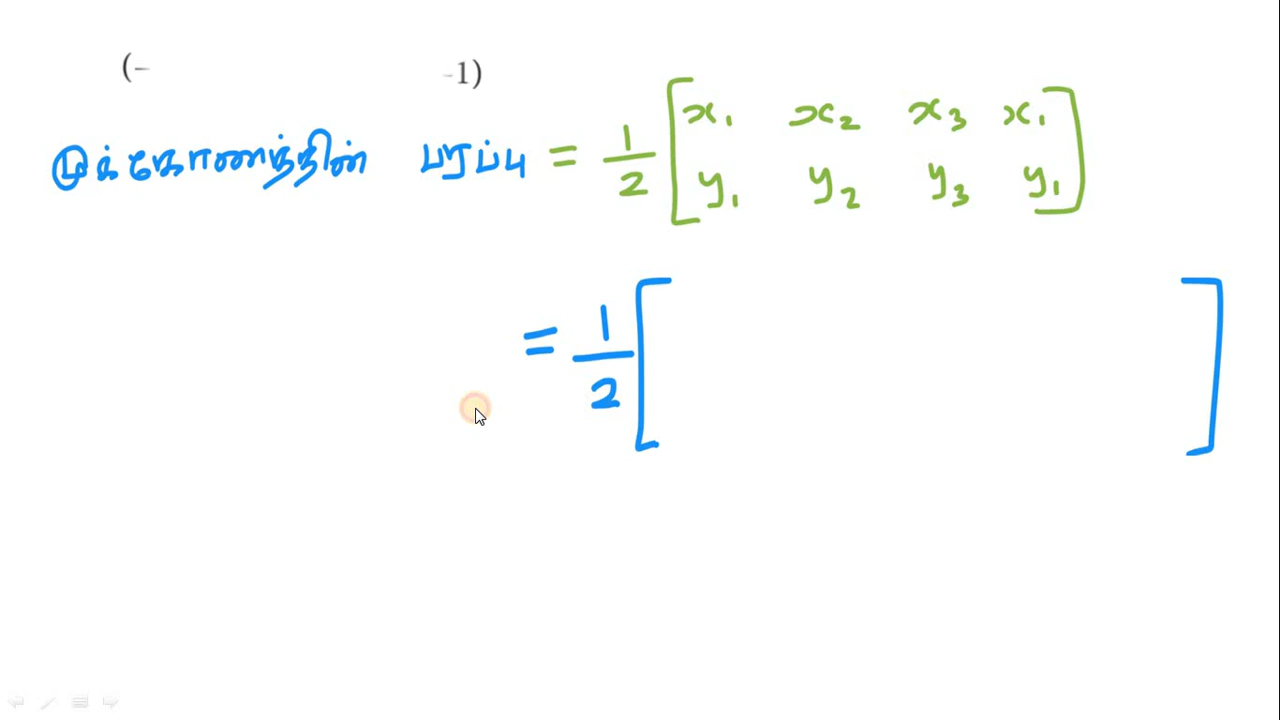 (– -1)
முக்கோணத்தின் பரப்பு = 1/2 [x₁ x₂ x₃ x₁
y₁ y₂ y₃ y₁]
= 1/2 [ ]